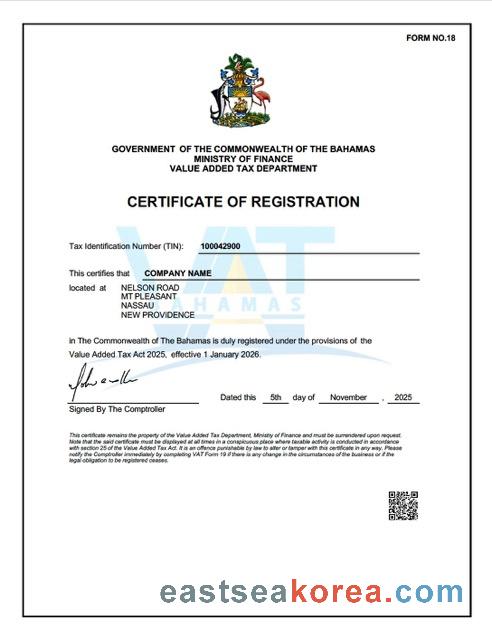 FORM NO.18
GOVERNMENT OF THE COMMONWEALTH OF THE BAHAMAS
MINISTRY OF FINANCE
VALUE ADDED TAX DEPARTMENT
CERTIFICATE OF REGISTRATION
VAT
BAHAMAS
Tax Identification Number (TIN): 100042900
This certifies that COMPANY NAME
located at NELSON ROAD
MT PLEASANT
NASSAU
NEW PROVIDENCE
in The Commonwealth of The Bahamas is duly registered under the provisions of the
Value Added Tax Act 2025, effective 1 January 2026.
Dated this 5th day of November , 2025
Signed By The Comptroller
This certificate remains the property of the Value Added Tax Department, Ministry of Finance and must be surrendered upon request.
Note that the said certificate must be displayed at all times in a conspicuous place where taxable activity is conducted in accordance
with section 25 of the Value Added Tax Act. It is an offence punishable by law to alter or tamper with this certificate in any way. Please
notify the Comptroller immediately by completing VAT Form 19 if there is any change in the circumstances of the business or if the
legal obligation to be registered ceases.
eastseakorea.com